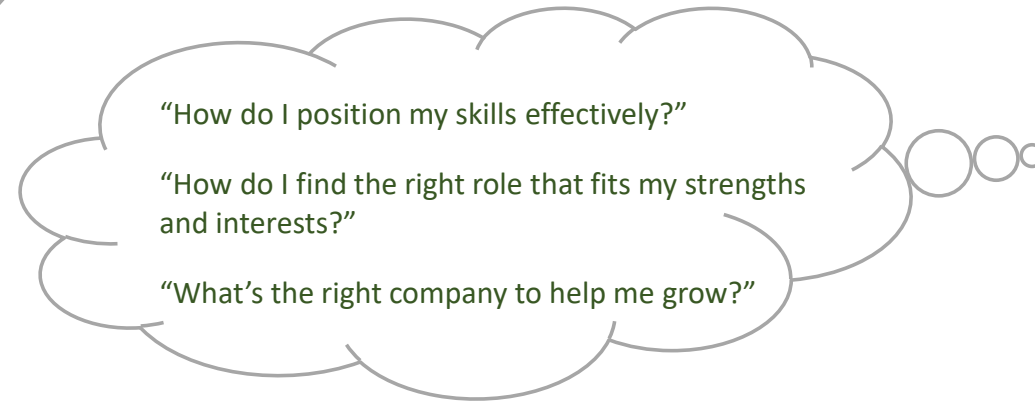 “How do I position my skills effectively?”
“How do I find the right role that fits my strengths
and interests?”
“What’s the right company to help me grow?”